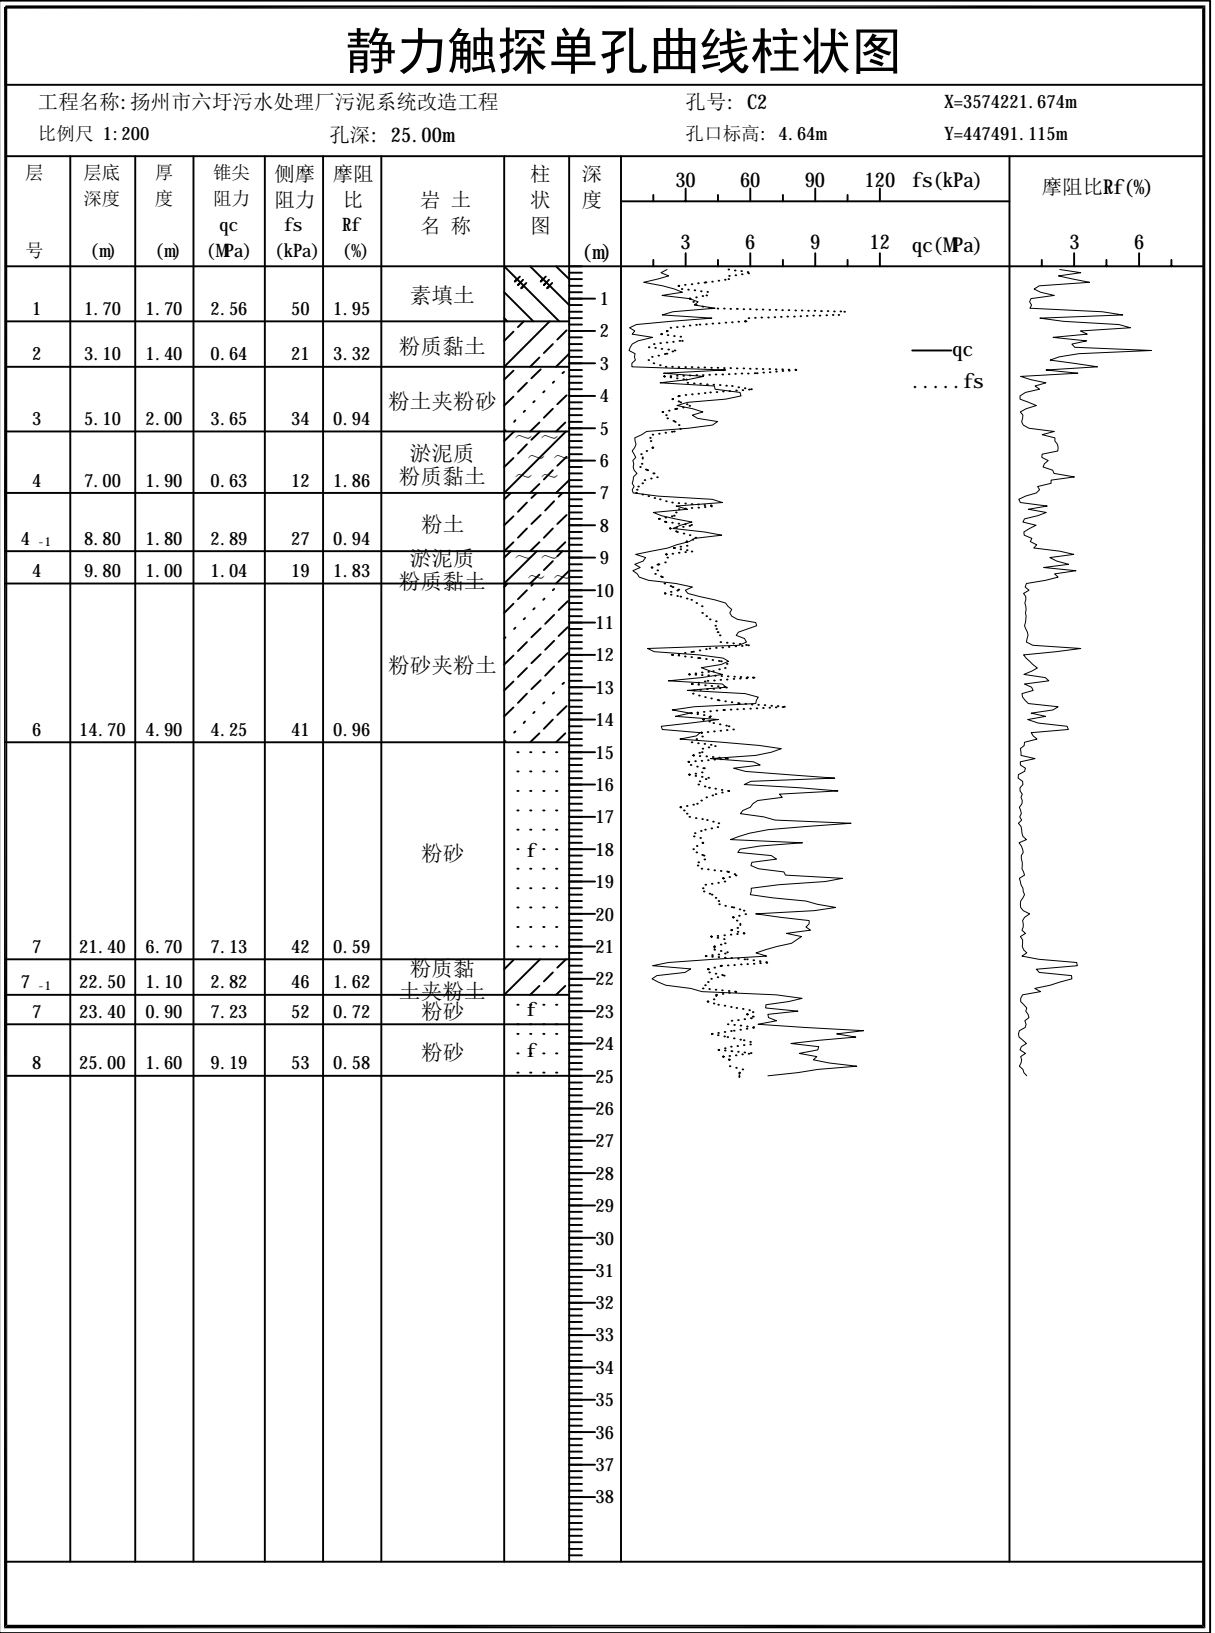 静力触探单孔曲线柱状图
工程名称:扬州市六圩污水处理厂污泥系统改造工程 孔号: C2 X=3574221.674m
比例尺 1:200 孔深: 25.00m 孔口标高: 4.64m Y=447491.115m
层号 层底深度(m) 厚度(m) 锥尖阻力qc(MPa) 侧摩阻力fs(kPa) 摩阻比Rf(%) 岩土名称 柱状图 深度(m)
30 60 90 120 fs(kPa)
3 6 9 12 qc(MPa)
摩阻比Rf(%)
3 6
1 1.70 1.70 2.56 50 1.95 素填土
2 3.10 1.40 0.64 21 3.32 粉质黏土
3 5.10 2.00 3.65 34 0.94 粉土夹粉砂
4 7.00 1.90 0.63 12 1.86 淤泥质粉质黏土
4-1 8.80 1.80 2.89 27 0.94 粉土
4 9.80 1.00 1.04 19 1.83 淤泥质粉质黏土
6 14.70 4.90 4.25 41 0.96 粉砂夹粉土
7 21.40 6.70 7.13 42 0.59 粉砂 f
7-1 22.50 1.10 2.82 46 1.62 粉质黏土夹粉土
7 23.40 0.90 7.23 52 0.72 粉砂 f
8 25.00 1.60 9.19 53 0.58 粉砂 f
1
2
3
4
5
6
7
8
9
10
11
12
13
14
15
16
17
18
19
20
21
22
23
24
25
26
27
28
29
30
31
32
33
34
35
36
37
38
qc
.....fs